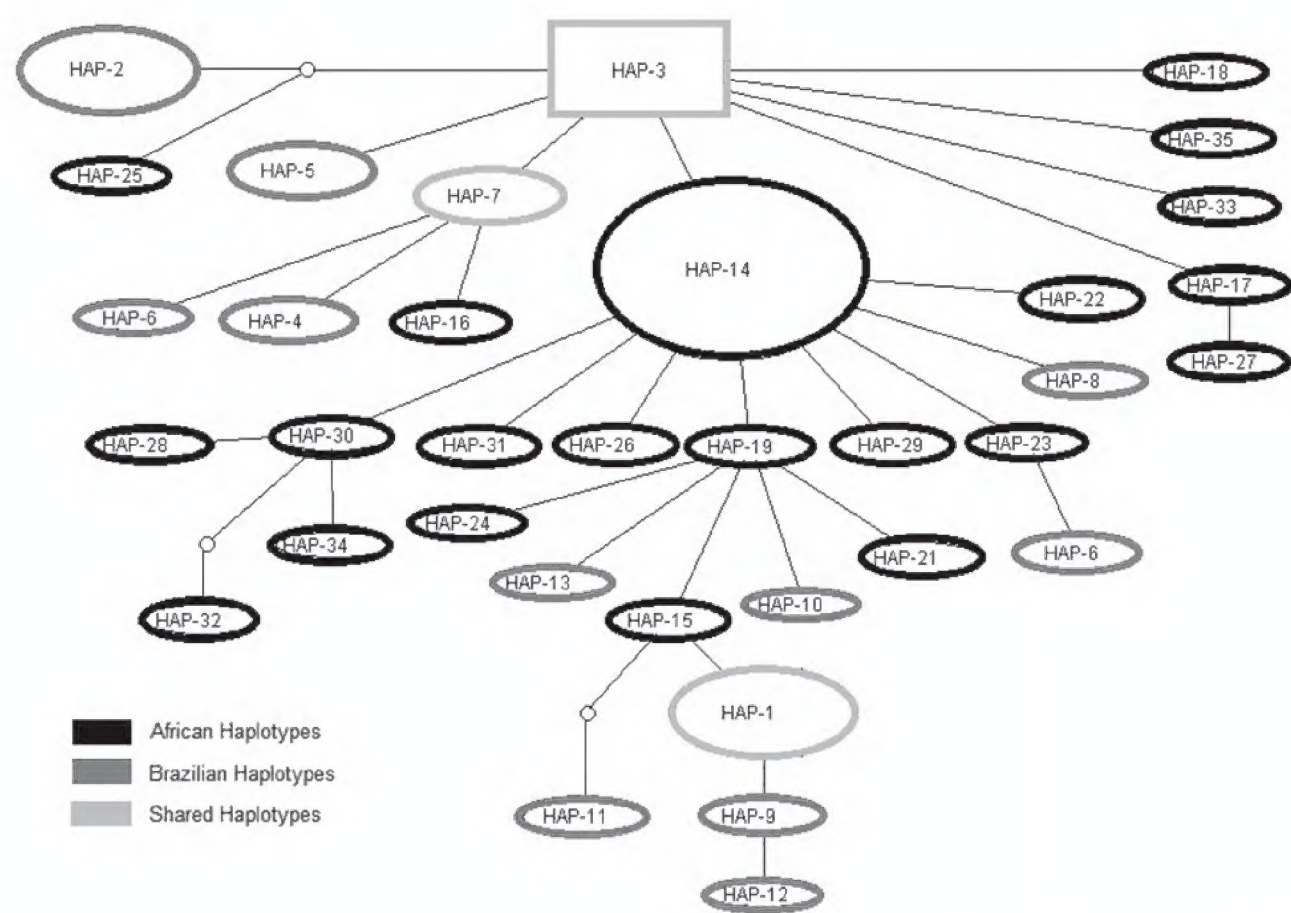 HAP-2
HAP-3
HAP-18
HAP-35
HAP-25
HAP-5
HAP-7
HAP-33
HAP-14
HAP-17
HAP-22
HAP-6
HAP-4
HAP-16
HAP-27
HAP-8
HAP-28
HAP-30
HAP-31
HAP-26
HAP-19
HAP-29
HAP-23
HAP-24
HAP-34
HAP-21
HAP-6
HAP-13
HAP-10
HAP-32
HAP-15
HAP-1
African Haplotypes
Brazilian Haplotypes
Shared Haplotypes
HAP-11
HAP-9
HAP-12